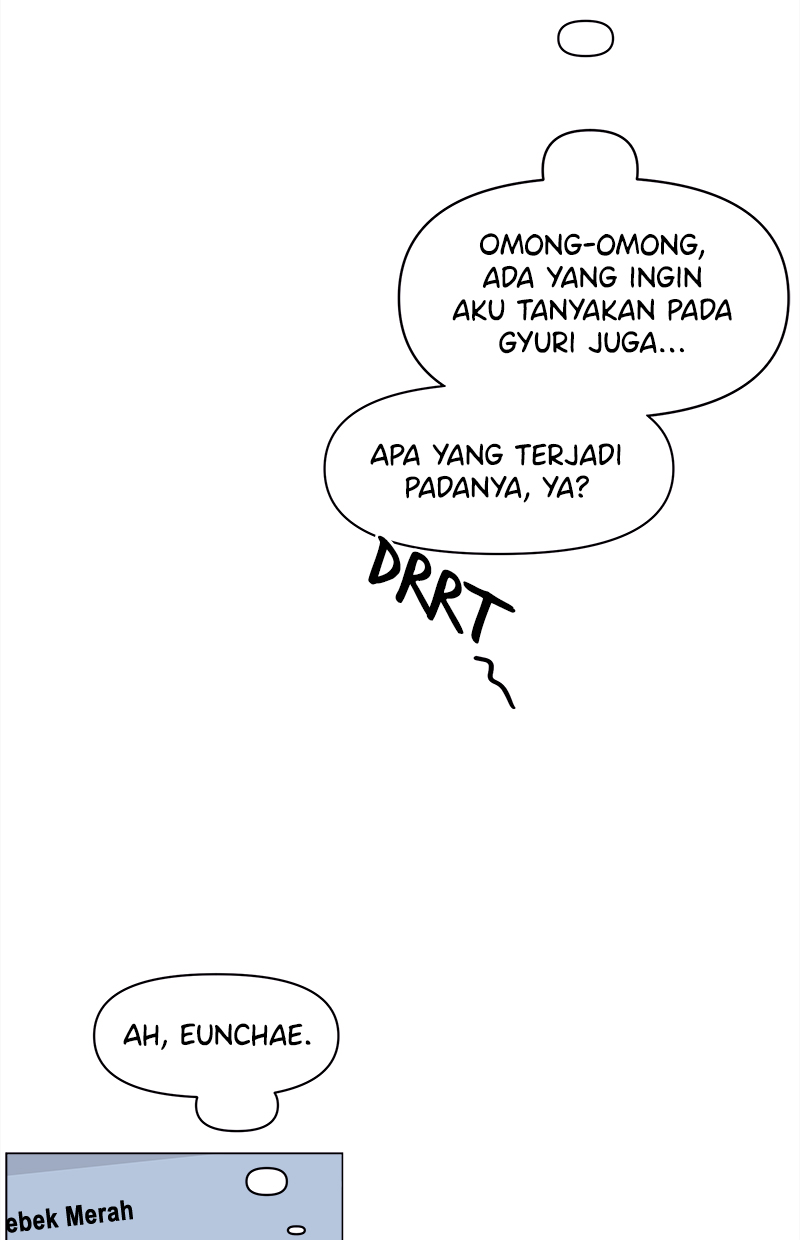 OMONG-OMONG,
ADA YANG INGIN
AKU TANYAKAN PADA
GYURI JUGA...
APA YANG TERJADI
PADANYA, YA?
DRRT
AH, EUNCHAE.
ebek Merah